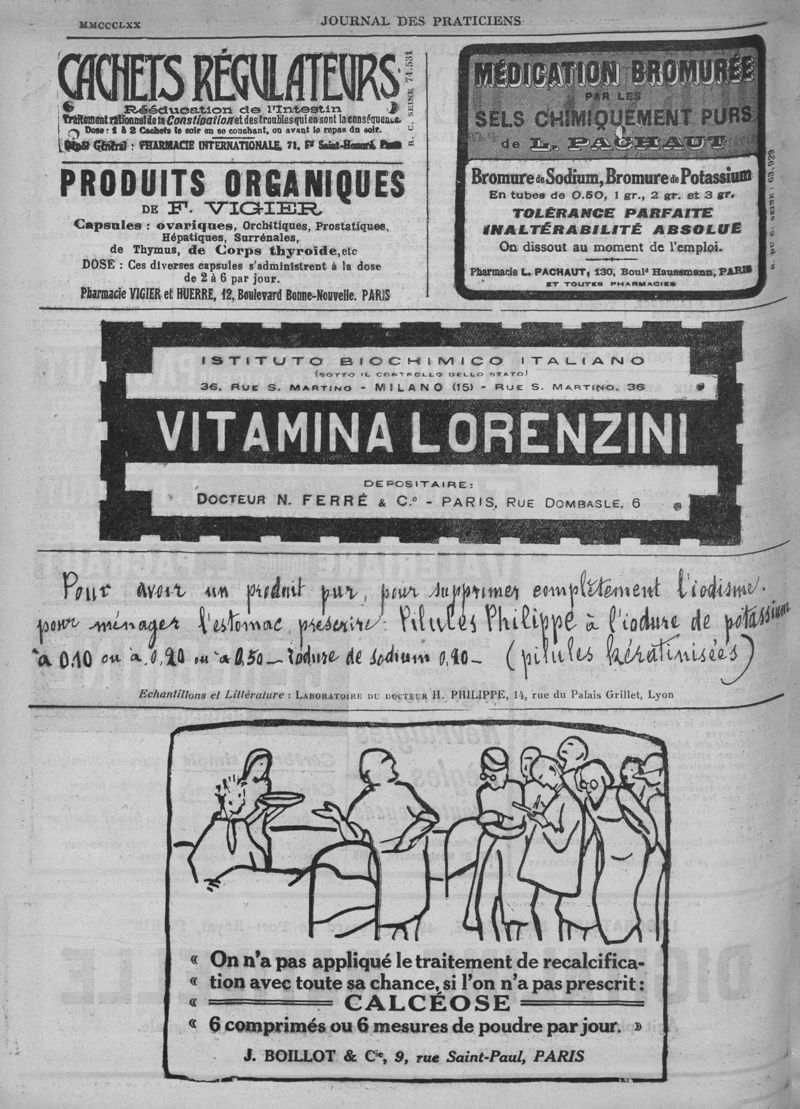 MMCCCLXX
JOURNAL DES PRATICIENS
CACHETS RÉGULATEURS
Rééducation de l'Intestin
Traitement rationnel de la Constipation et des troubles qui en sont la conséquence
Dose : 1 à 2 Cachets le soir en se couchant, ou avant le repas du soir.
Dépôt Général : PHARMACIE INTERNATIONALE, 71, Fg Saint-Honoré, Paris
R. C. SEINE 74.531
PRODUITS ORGANIQUES
DE F. VIGIER
Capsules : ovariques, Orchitiques, Prostatiques,
Hépatiques, Surrénales,
de Thymus, de Corps thyroïde, etc
DOSE : Ces diverses capsules s'administrent à la dose
de 2 à 6 par jour.
Pharmacie VIGIER et HUERRE, 12, Boulevard Bonne-Nouvelle. PARIS
MÉDICATION BROMURÉE
PAR LES
SELS CHIMIQUEMENT PURS
de L. PACHAUT
Bromure de Sodium, Bromure de Potassium
En tubes de 0.50, 1 gr., 2 gr. et 3 gr.
TOLÉRANCE PARFAITE
INALTÉRABILITÉ ABSOLUE
On dissout au moment de l'emploi.
Pharmacie L. PACHAUT, 130, Boulᵈ Haussmann, PARIS
ET TOUTES PHARMACIES
R. DU C. SEINE : 63.929
ISTITUTO BIOCHIMICO ITALIANO
(SOTTO IL CONTROLLO DELLO STATO)
36, RUE S. MARTINO - MILANO (15) - RUE S. MARTINO, 36
VITAMINA LORENZINI
DEPOSITAIRE :
DOCTEUR N. FERRÉ & C.º - PARIS, RUE DOMBASLE, 6
Pour avoir un produit pur, pour supprimer complètement l'iodisme.
pour ménager l'estomac, prescrire : Pilules Philippe à l'iodure de potassium
à 0.10 ou à 0,20 ou à 0,50 — iodure de sodium 0,20 — (pilules kératinisées)
Echantillons et Littérature : LABORATOIRE DU DOCTEUR H. PHILIPPE, 14, rue du Palais Grillet, Lyon
« On n'a pas appliqué le traitement de recalcifica-
« tion avec toute sa chance, si l'on n'a pas prescrit :
« CALCÉOSE
« 6 comprimés ou 6 mesures de poudre par jour. »
J. BOILLOT & Cie, 9, rue Saint-Paul, PARIS